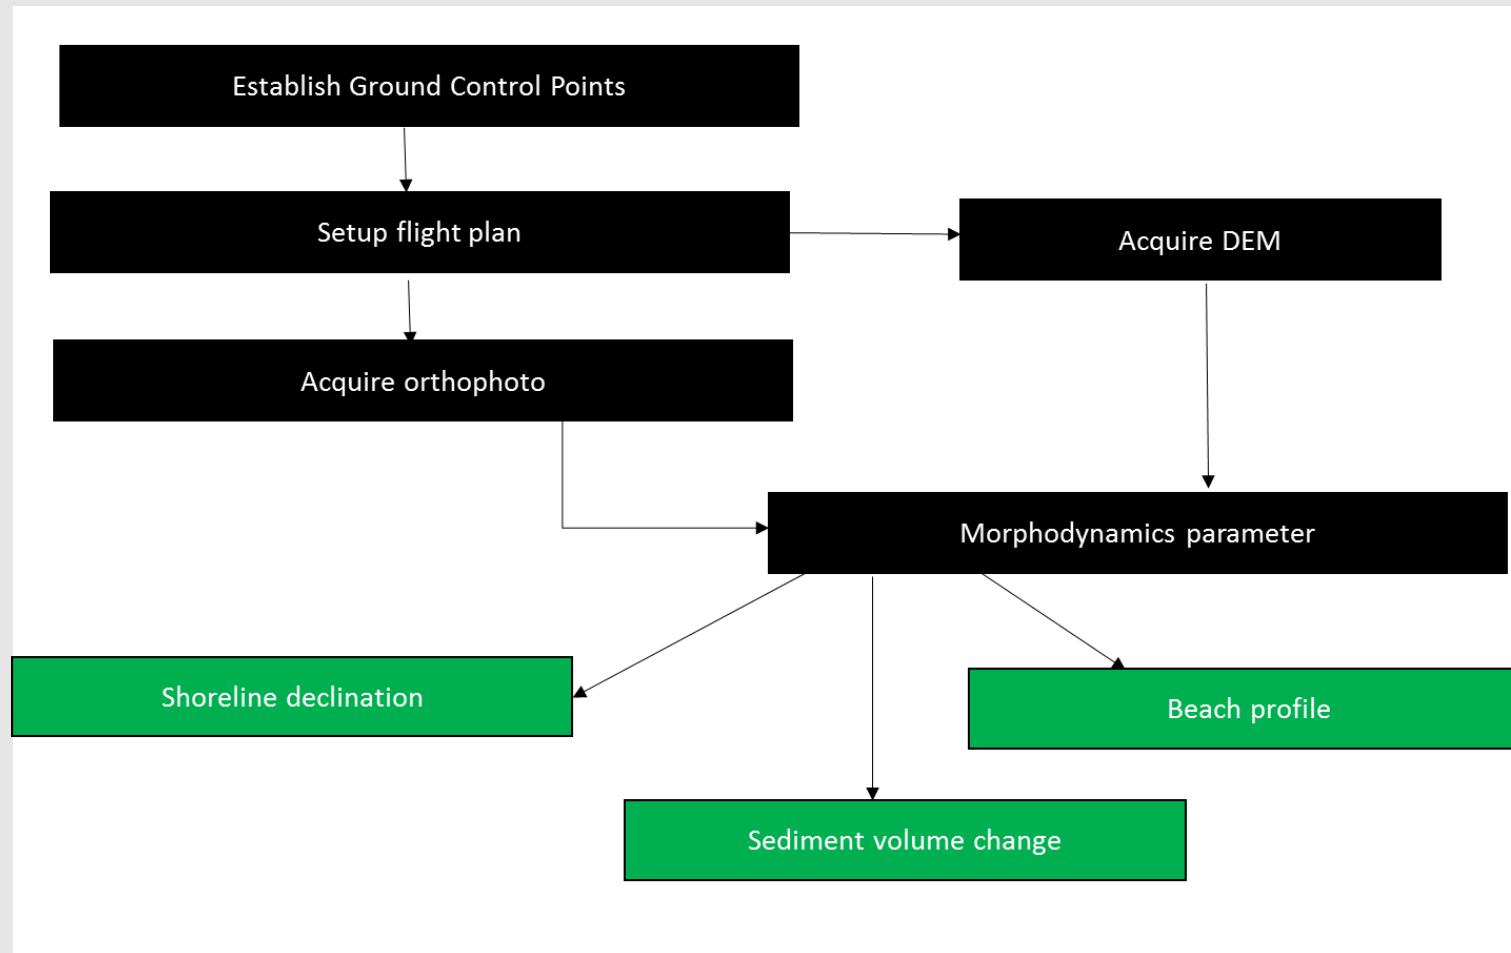 Establish Ground Control Points
Setup flight plan
Acquire DEM
Acquire orthophoto
Morphodynamics parameter
Shoreline declination
Beach profile
Sediment volume change